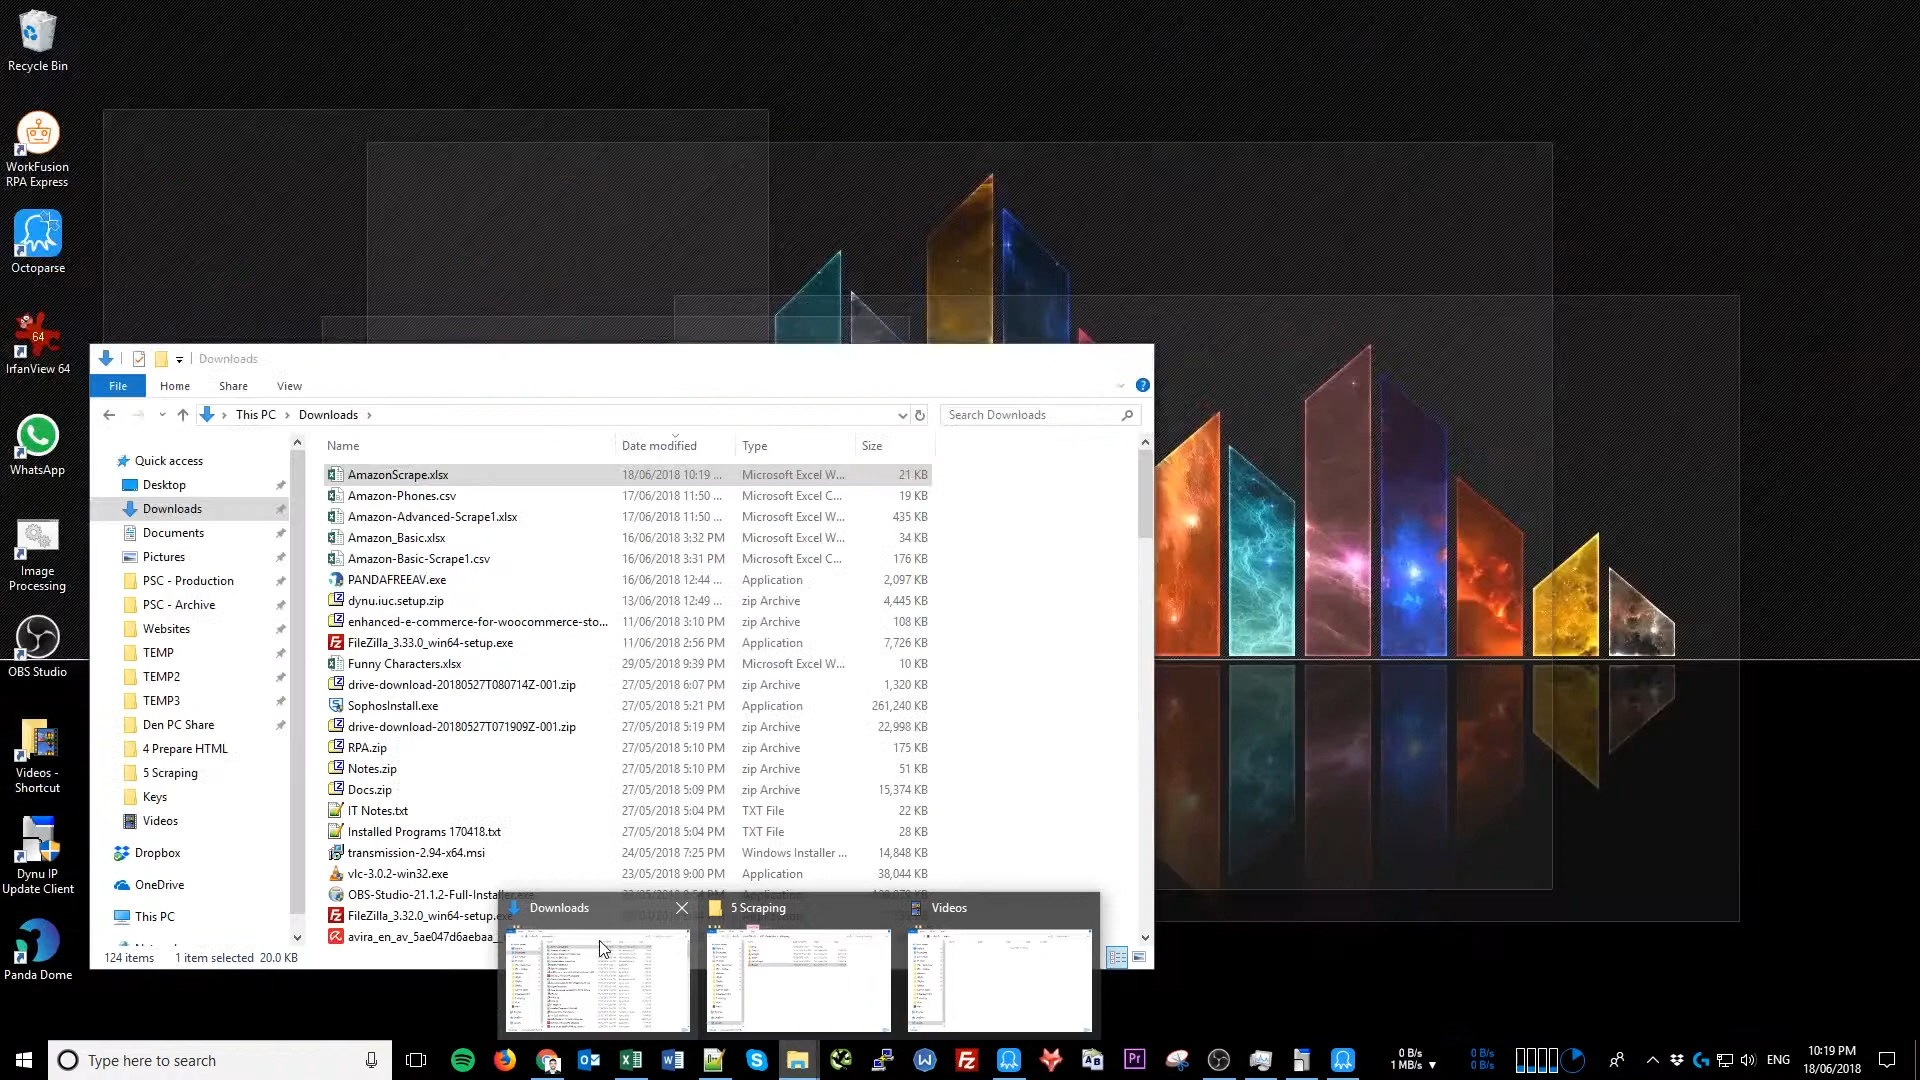 Recycle Bin
WorkFusion
RPA Express
Octoparse
64
IrfanView 64
WhatsApp
Image
Processing
OBS Studio
Videos -
Shortcut
Dynu IP
Update Client
Panda Dome
Downloads
File Home Share View
This PC Downloads
Search Downloads
Name Date modified Type Size
Quick access
Desktop
Downloads
Documents
Pictures
PSC - Production
PSC - Archive
Websites
TEMP
TEMP2
TEMP3
Den PC Share
4 Prepare HTML
5 Scraping
Keys
Videos
Dropbox
OneDrive
This PC
AmazonScrape.xlsx 18/06/2018 10:19 ... Microsoft Excel W... 21 KB
Amazon-Phones.csv 17/06/2018 11:50 ... Microsoft Excel C... 19 KB
Amazon-Advanced-Scrape1.xlsx 17/06/2018 11:50 ... Microsoft Excel W... 435 KB
Amazon_Basic.xlsx 16/06/2018 3:32 PM Microsoft Excel W... 34 KB
Amazon-Basic-Scrape1.csv 16/06/2018 3:31 PM Microsoft Excel C... 176 KB
PANDAFREEAV.exe 16/06/2018 12:44 ... Application 2,097 KB
dynu.iuc.setup.zip 13/06/2018 12:49 ... zip Archive 4,445 KB
enhanced-e-commerce-for-woocommerce-sto... 11/06/2018 3:10 PM zip Archive 108 KB
FileZilla_3.33.0_win64-setup.exe 11/06/2018 2:56 PM Application 7,726 KB
Funny Characters.xlsx 29/05/2018 9:39 PM Microsoft Excel W... 10 KB
drive-download-20180527T080714Z-001.zip 27/05/2018 6:07 PM zip Archive 1,320 KB
SophosInstall.exe 27/05/2018 5:21 PM Application 261,240 KB
drive-download-20180527T071909Z-001.zip 27/05/2018 5:19 PM zip Archive 22,998 KB
RPA.zip 27/05/2018 5:10 PM zip Archive 175 KB
Notes.zip 27/05/2018 5:10 PM zip Archive 51 KB
Docs.zip 27/05/2018 5:09 PM zip Archive 15,374 KB
IT Notes.txt 27/05/2018 5:04 PM TXT File 22 KB
Installed Programs 170418.txt 27/05/2018 5:04 PM TXT File 28 KB
transmission-2.94-x64.msi 24/05/2018 7:25 PM Windows Installer ... 14,848 KB
vlc-3.0.2-win32.exe 23/05/2018 9:00 PM Application 38,044 KB
OBS-Studio-21.1.2-Full-Installer.exe
FileZilla_3.32.0_win64-setup.exe
avira_en_av_5ae047d6aebaa_
124 items 1 item selected 20.0 KB
Downloads 5 Scraping Videos
Type here to search
0 B/s
1 MB/s
0 B/s
0 B/s
ENG
10:19 PM
18/06/2018